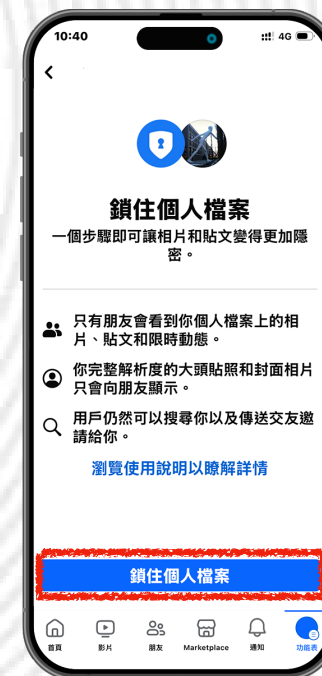 10:40
4G
鎖住個人檔案
一個步驟即可讓相片和貼文變得更加隱
密。
只有朋友會看到你個人檔案上的相
片、貼文和限時動態。
你完整解析度的大頭貼照和封面相片
只會向朋友顯示。
用戶仍然可以搜尋你以及傳送交友邀
請給你。
瀏覽使用說明以瞭解詳情
鎖住個人檔案
首頁
影片
朋友
Marketplace
通知
功能表